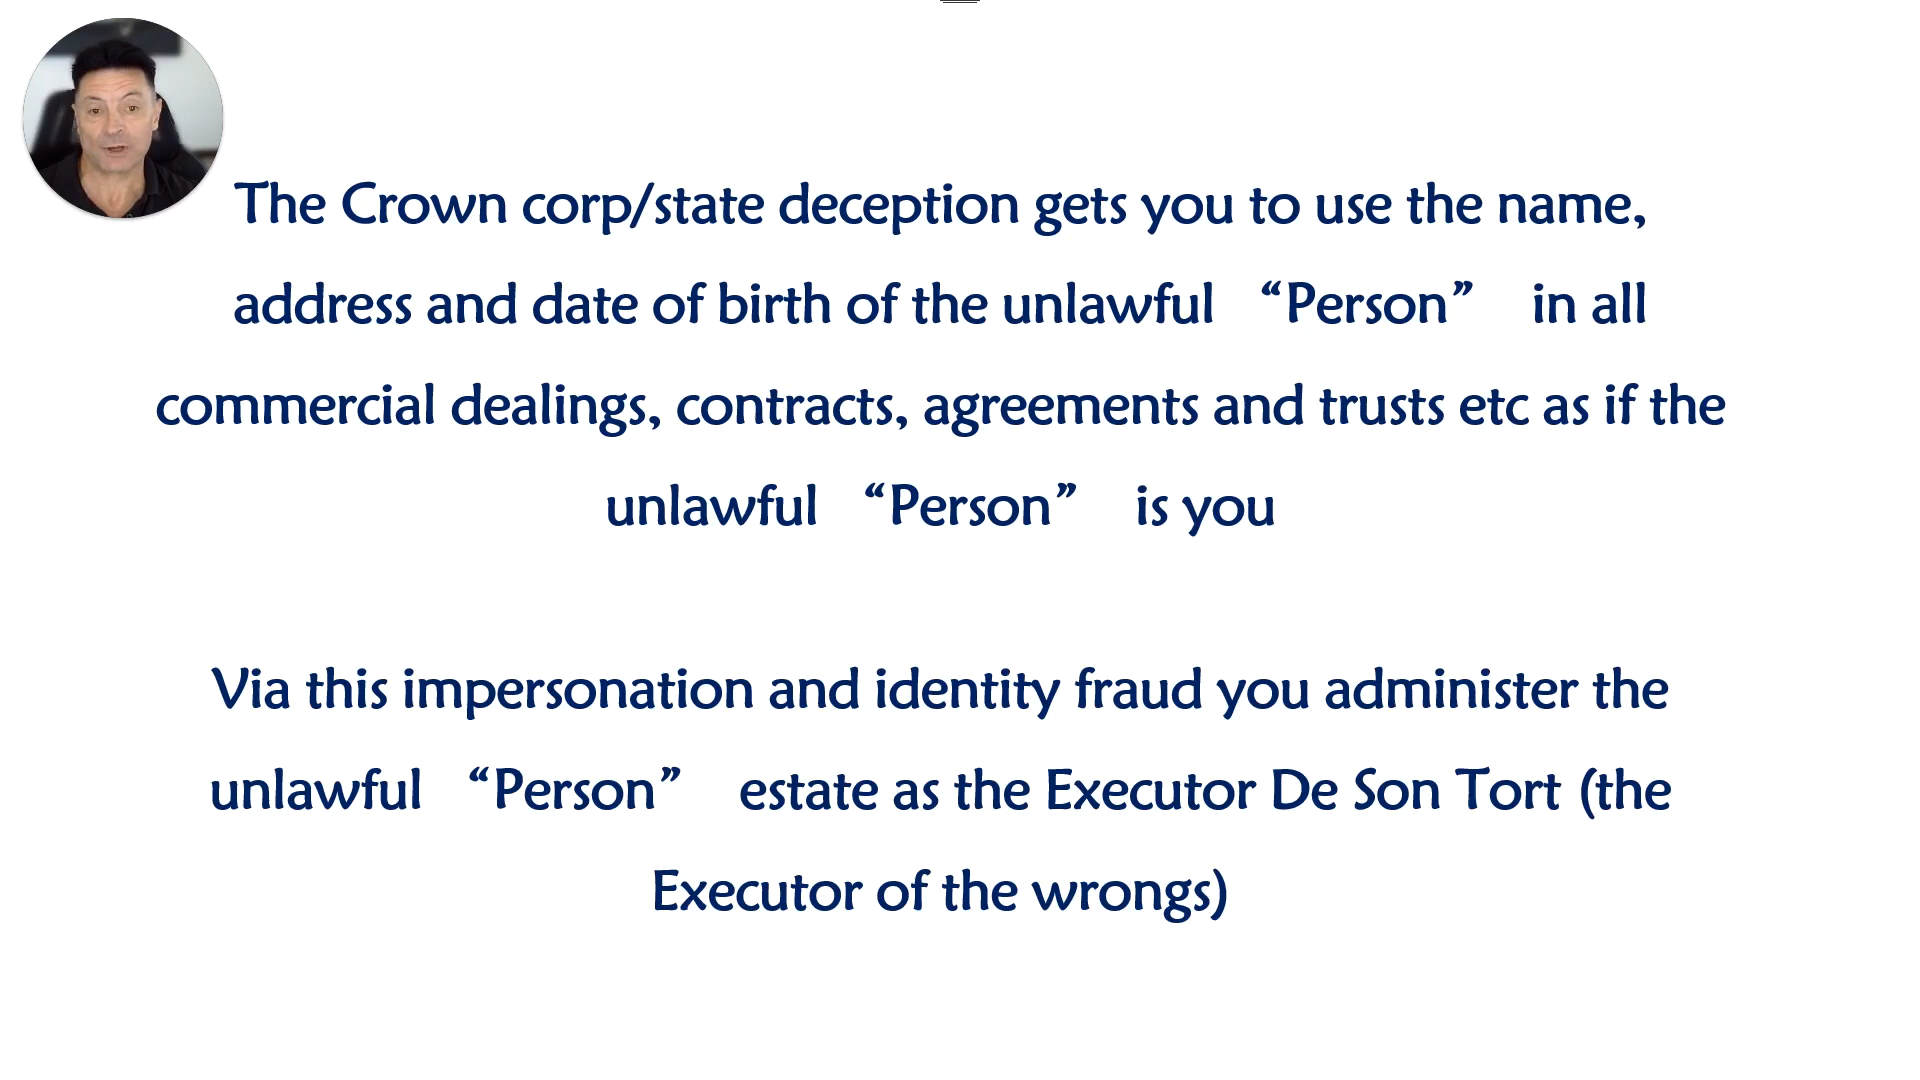 The Crown corp/state deception gets you to use the name,
address and date of birth of the unlawful “Person” in all
commercial dealings, contracts, agreements and trusts etc as if the
unlawful “Person” is you
Via this impersonation and identity fraud you administer the
unlawful “Person” estate as the Executor De Son Tort (the
Executor of the wrongs)